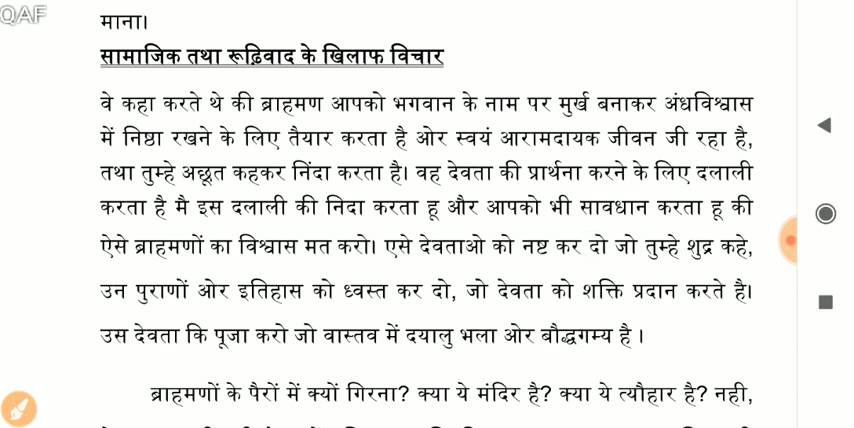 QAF
माना।
सामाजिक तथा रूढ़िवाद के खिलाफ विचार
वे कहा करते थे की ब्राहमण आपको भगवान के नाम पर मुर्ख बनाकर अंधविश्वास
में निष्ठा रखने के लिए तैयार करता है ओर स्वयं आरामदायक जीवन जी रहा है,
तथा तुम्हे अछूत कहकर निंदा करता है। वह देवता की प्रार्थना करने के लिए दलाली
करता है मै इस दलाली की निदा करता हू और आपको भी सावधान करता हू की
ऐसे ब्राहमणों का विश्वास मत करो। एसे देवताओ को नष्ट कर दो जो तुम्हे शुद्र कहे,
उन पुराणों ओर इतिहास को ध्वस्त कर दो, जो देवता को शक्ति प्रदान करते है।
उस देवता कि पूजा करो जो वास्तव में दयालु भला ओर बौद्धगम्य है ।
ब्राहमणों के पैरों में क्यों गिरना? क्या ये मंदिर है? क्या ये त्यौहार है? नही,